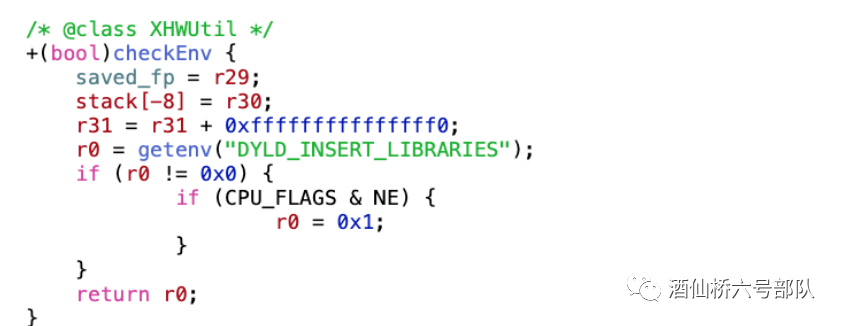 /* @class XHWUtil */
+(bool)checkEnv {
    saved_fp = r29;
    stack[-8] = r30;
    r31 = r31 + 0xfffffffffffffff0;
    r0 = getenv("DYLD_INSERT_LIBRARIES");
    if (r0 != 0x0) {
            if (CPU_FLAGS & NE) {
                    r0 = 0x1;
            }
    }
    return r0;
}
酒仙桥六号部队